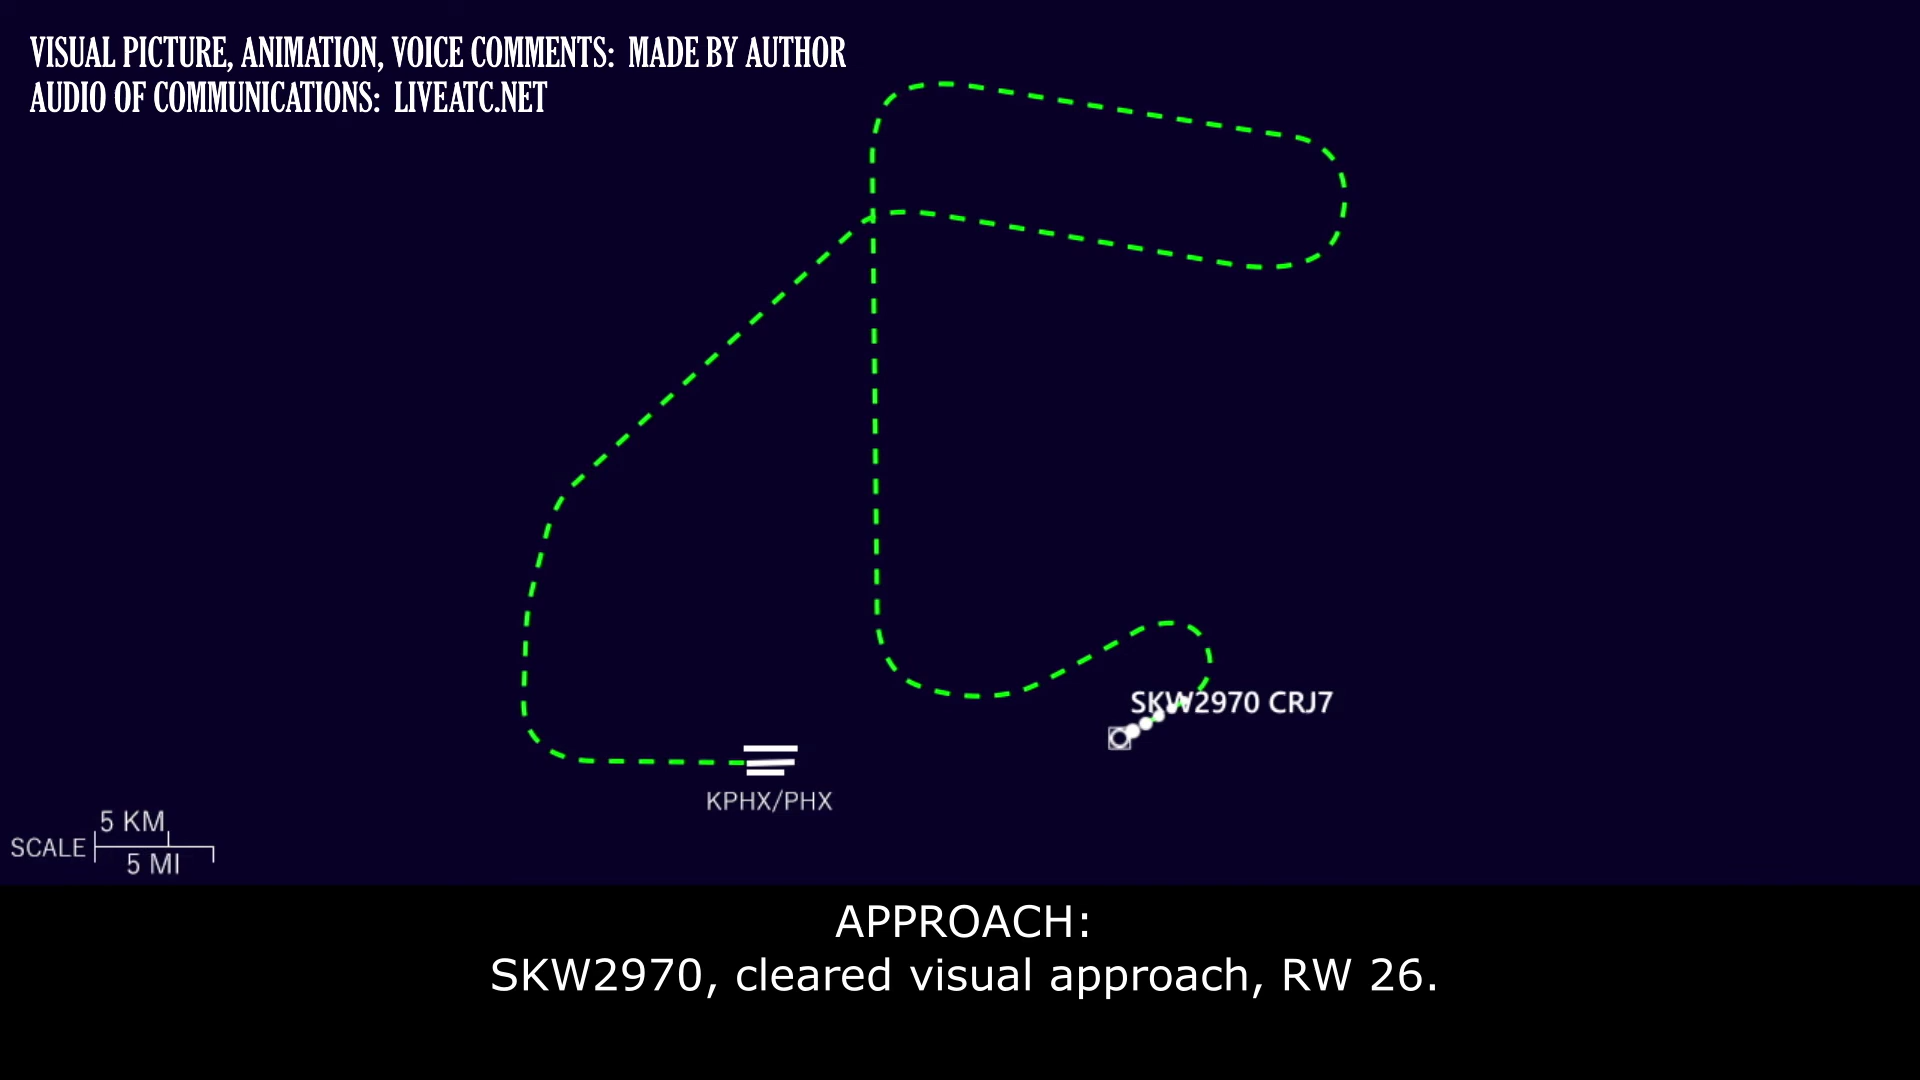 VISUAL PICTURE, ANIMATION, VOICE COMMENTS: MADE BY AUTHOR
AUDIO OF COMMUNICATIONS: LIVEATC.NET
SKW2970 CRJ7
KPHX/PHX
5 KM
SCALE
5 MI
APPROACH:
SKW2970, cleared visual approach, RW 26.